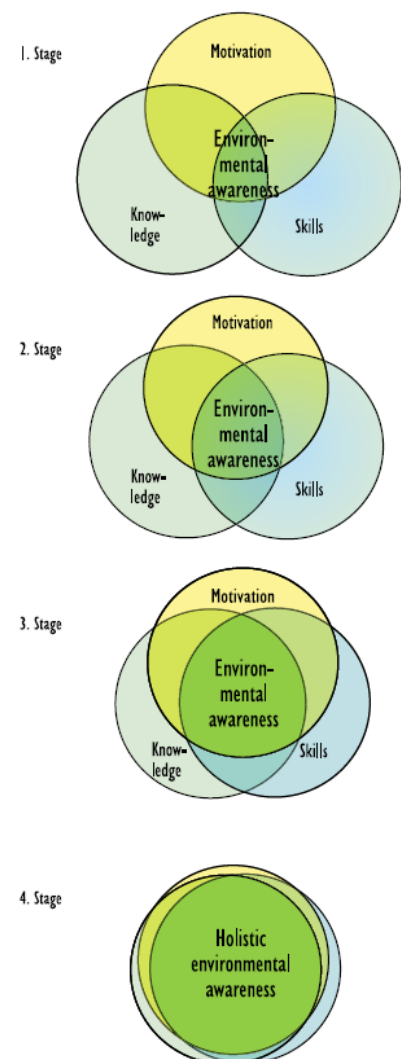 1. Stage
Motivation
Environ-
mental
awareness
Know-
ledge
Skills
2. Stage
Motivation
Environ-
mental
awareness
Know-
ledge
Skills
3. Stage
Motivation
Environ-
mental
awareness
Know-
ledge
Skills
4. Stage
Holistic
environmental
awareness